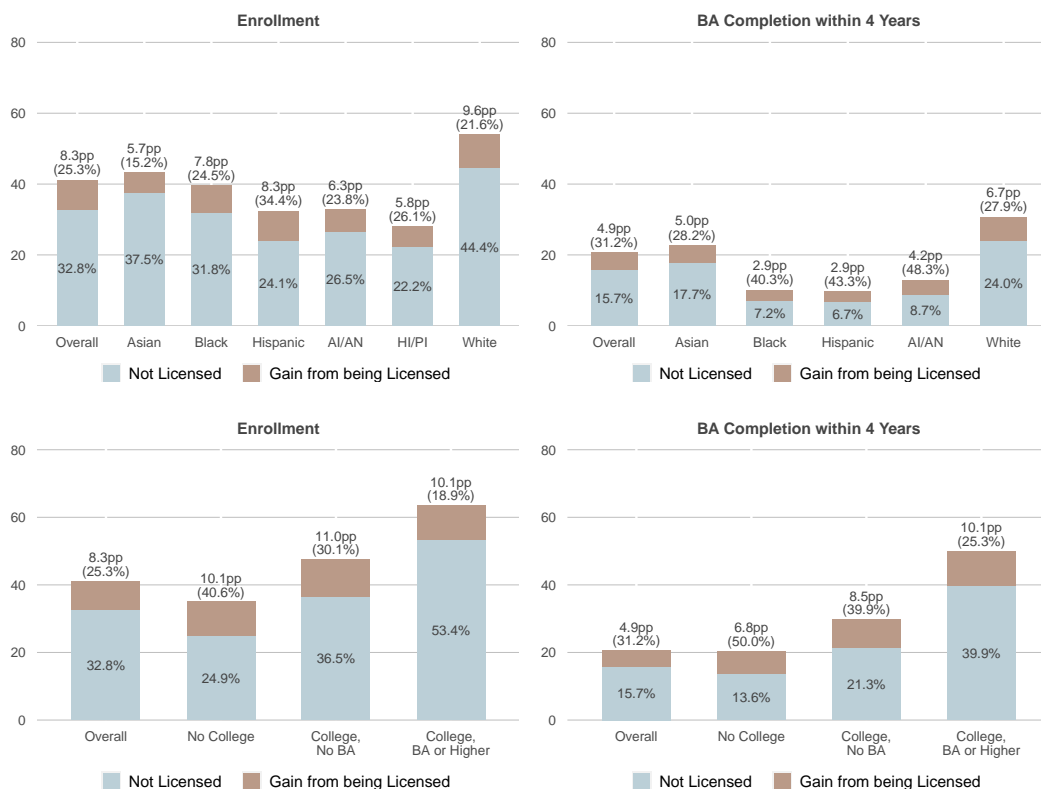 Enrollment
80
60
40
20
0
8.3pp
(25.3%)
32.8%
Overall
5.7pp
(15.2%)
37.5%
Asian
7.8pp
(24.5%)
31.8%
Black
8.3pp
(34.4%)
24.1%
Hispanic
6.3pp
(23.8%)
26.5%
AI/AN
5.8pp
(26.1%)
22.2%
HI/PI
9.6pp
(21.6%)
44.4%
White
Not Licensed
Gain from being Licensed
BA Completion within 4 Years
80
60
40
20
0
4.9pp
(31.2%)
15.7%
Overall
5.0pp
(28.2%)
17.7%
Asian
2.9pp
(40.3%)
7.2%
Black
2.9pp
(43.3%)
6.7%
Hispanic
4.2pp
(48.3%)
8.7%
AI/AN
6.7pp
(27.9%)
24.0%
White
Not Licensed
Gain from being Licensed
Enrollment
80
60
40
20
0
8.3pp
(25.3%)
32.8%
Overall
10.1pp
(40.6%)
24.9%
No College
11.0pp
(30.1%)
36.5%
College,
No BA
10.1pp
(18.9%)
53.4%
College,
BA or Higher
Not Licensed
Gain from being Licensed
BA Completion within 4 Years
80
60
40
20
0
4.9pp
(31.2%)
15.7%
Overall
6.8pp
(50.0%)
13.6%
No College
8.5pp
(39.9%)
21.3%
College,
No BA
10.1pp
(25.3%)
39.9%
College,
BA or Higher
Not Licensed
Gain from being Licensed